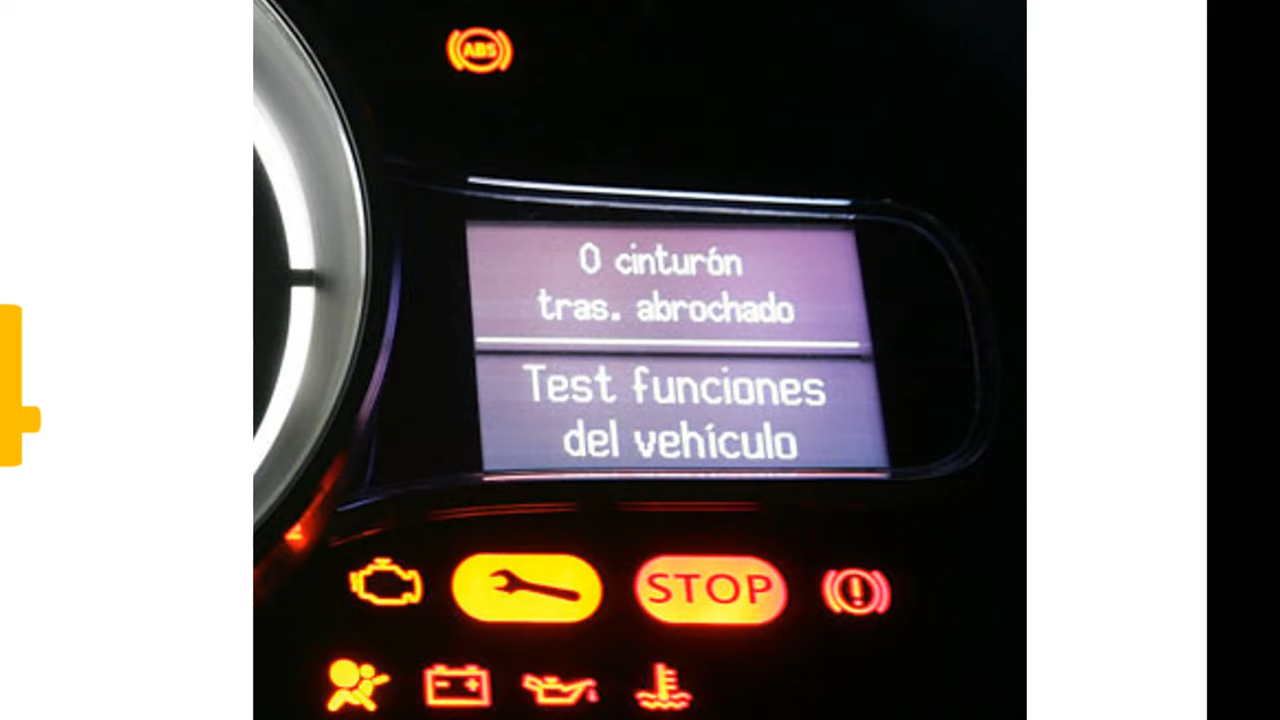 ABS
0 cinturón
tras. abrochado
Test funciones
del vehículo
STOP